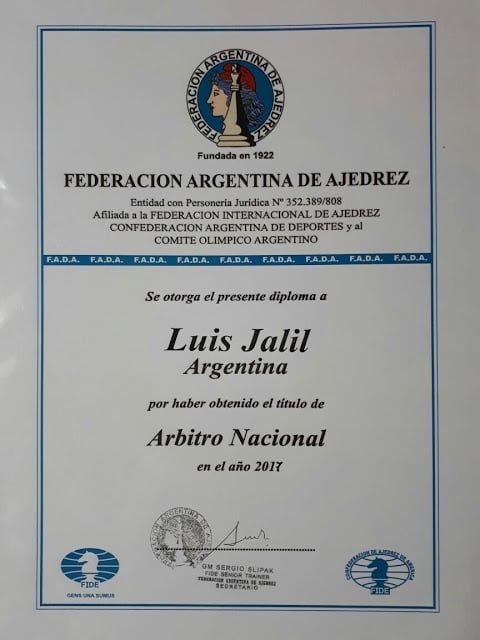 FEDERACION ARGENTINA DE AJEDREZ
Fundada en 1922
FEDERACION ARGENTINA DE AJEDREZ
Entidad con Personería Jurídica Nº 352.389/808
Afiliada a la FEDERACION INTERNACIONAL DE AJEDREZ
CONFEDERACION ARGENTINA DE DEPORTES y al
COMITE OLIMPICO ARGENTINO
F.A.D.A. F.A.D.A. F.A.D.A. F.A.D.A. F.A.D.A. F.A.D.A. F.A.D.A. F.A.D.A. F.A.D.A.
Se otorga el presente diploma a
Luis Jalil
Argentina
por haber obtenido el título de
Arbitro Nacional
en el año 2017
GM SERGIO SLIPAK
FIDE SENIOR TRAINER
FEDERACION ARGENTINA DE AJEDREZ
SECRETARIO
FIDE
GENS UNA SUMUS
CONFEDERACION DE AJEDREZ DE AMERICA
FIDE